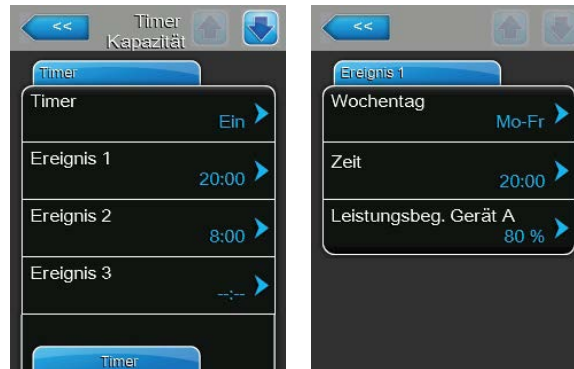 <<
Timer
Kapazität
Timer
Timer
Ein
Ereignis 1
20:00
Ereignis 2
8:00
Ereignis 3
--:--
Timer
<<
Ereignis 1
Wochentag
Mo-Fr
Zeit
20:00
Leistungsbeg. Gerät A
80 %